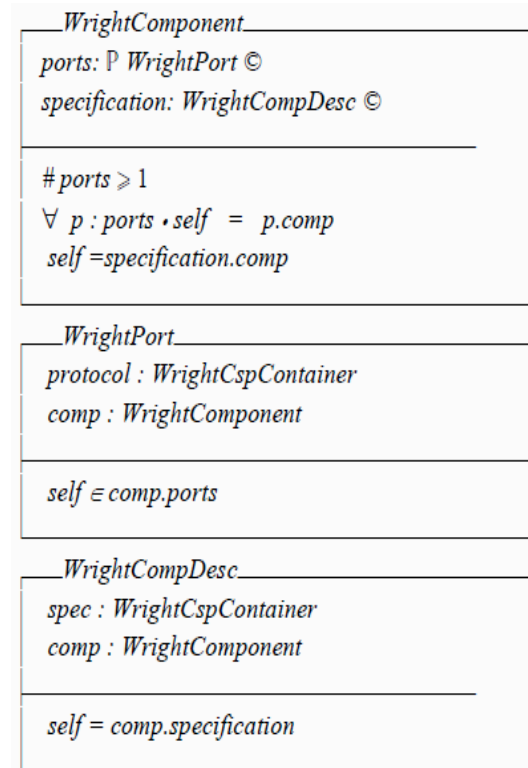 WrightComponent
ports: ℙ WrightPort ©
specification: WrightCompDesc ©
# ports ⩾ 1
∀ p : ports • self = p.comp
self =specification.comp
WrightPort
protocol : WrightCspContainer
comp : WrightComponent
self ∈ comp.ports
WrightCompDesc
spec : WrightCspContainer
comp : WrightComponent
self = comp.specification